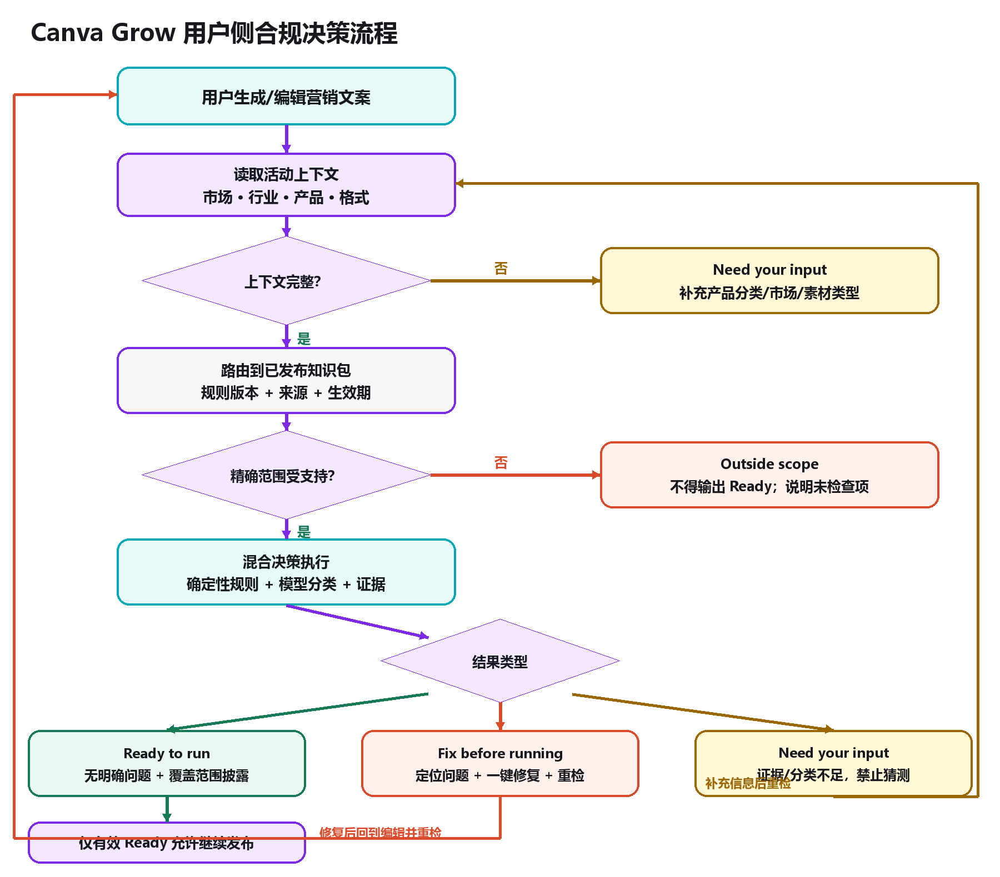 Canva Grow 用户侧合规决策流程
用户生成/编辑营销文案
读取活动上下文
市场 • 行业 • 产品 • 格式
上下文完整?
否
Need your input
补充产品分类/市场/素材类型
是
路由到已发布知识包
规则版本 + 来源 + 生效期
精确范围受支持?
否
Outside scope
不得输出 Ready；说明未检查项
是
混合决策执行
确定性规则 + 模型分类 + 证据
结果类型
Ready to run
无明确问题 + 覆盖范围披露
Fix before running
定位问题 + 一键修复 + 重检
Need your input
证据/分类不足，禁止猜测
补充信息后重检
修复后回到编辑并重检
仅有效 Ready 允许继续发布